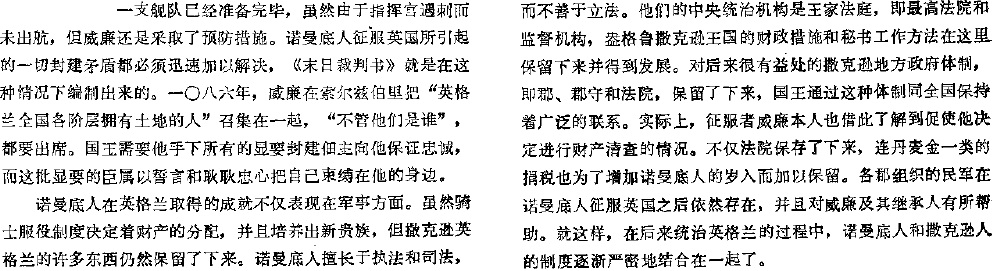 一支舰队已经准备完毕，虽然由于指挥官遇刺而
未出航，但威廉还是采取了预防措施。诺曼底人征服英国所引起
的一切封建矛盾都必须迅速加以解决，《末日裁判书》就是在这
种情况下编制出来的。一〇八六年，威廉在索尔兹伯里把“英格
兰全国各阶层拥有土地的人”召集在一起，“不管他们是谁”，
都要出席。国王需要他手下所有的显要封建佃主向他保证忠诚，
而这批显要的臣属以誓言和耿耿忠心把自己束缚在他的身边。
诺曼底人在英格兰取得的成就不仅表现在军事方面。虽然骑
士服役制度决定着财产的分配，并且培养出新贵族，但撒克逊英
格兰的许多东西仍然保留了下来。诺曼底人擅长于执法和司法，
而不善于立法。他们的中央统治机构是王家法庭，即最高法院和
监督机构，盎格鲁撒克逊王国的财政措施和秘书工作方法在这里
保留下来并得到发展。对后来很有益处的撒克逊地方政府体制，
即郡、郡守和法院，保留了下来，国王通过这种体制同全国保持
着广泛的联系。实际上，征服者威廉本人也借此了解到促使他决
定进行财产清查的情况。不仅法院保存了下来，连丹麦金一类的
捐税也为了增加诺曼底人的岁入而加以保留。各郡组织的民军在
诺曼底人征服英国之后依然存在，并且对威廉及其继承人有所帮
助。就这样，在后来统治英格兰的过程中，诺曼底人和撒克逊人
的制度逐渐严密地结合在一起了。